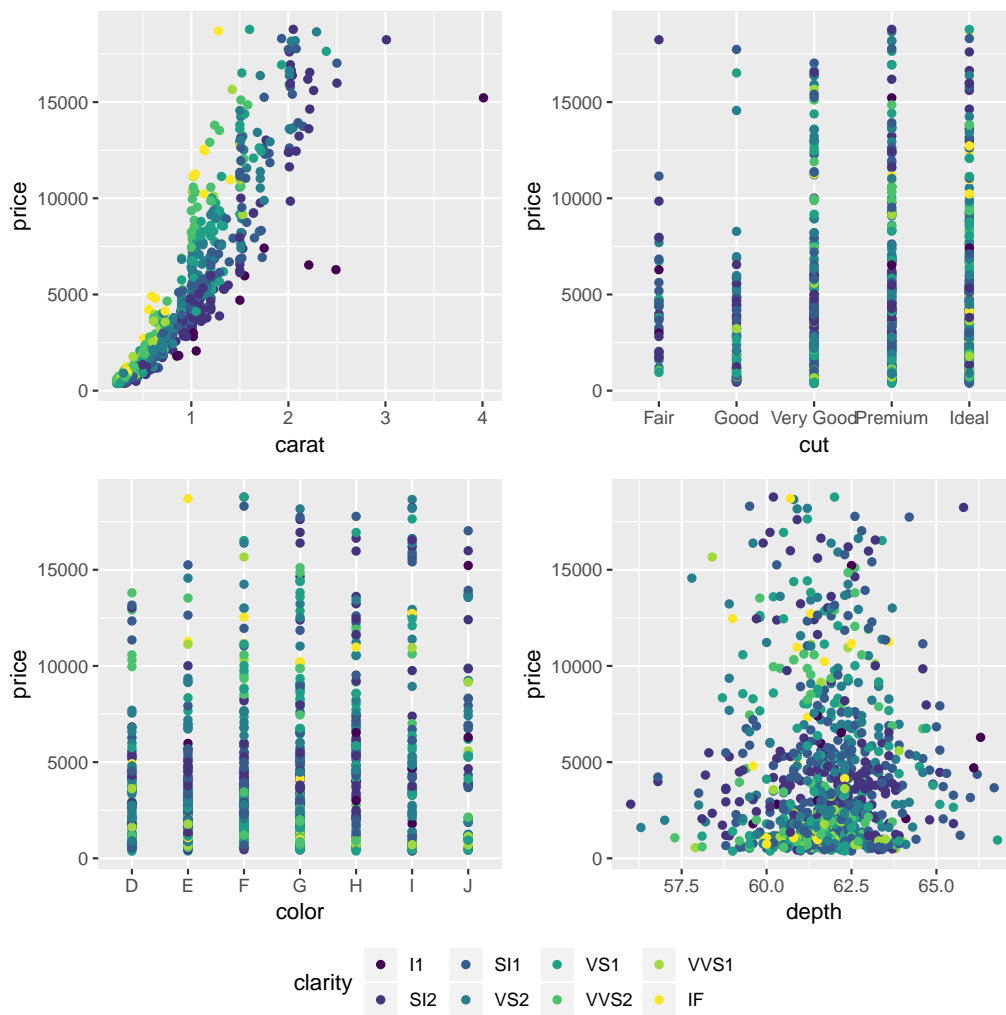 15000
10000
5000
0
price
1
2
3
4
carat
15000
10000
5000
0
price
Fair
Good
Very Good
Premium
Ideal
cut
15000
10000
5000
0
price
D
E
F
G
H
I
J
color
15000
10000
5000
0
price
57.5
60.0
62.5
65.0
depth
clarity
I1
SI2
SI1
VS2
VS1
VVS2
VVS1
IF